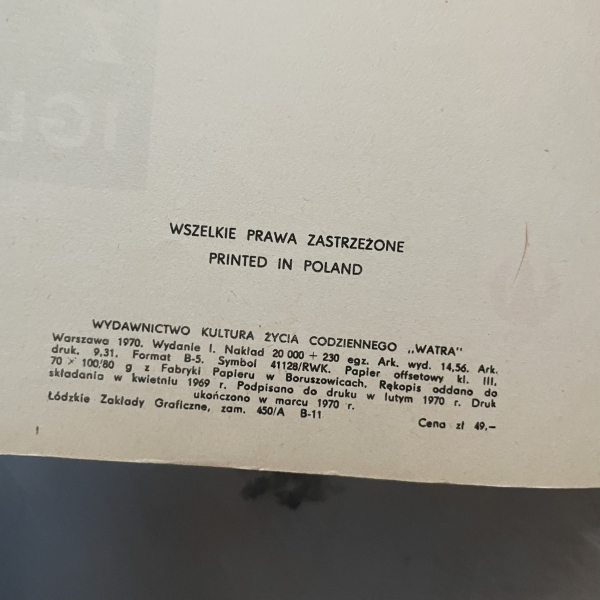 Z
IGŁ
WSZELKIE PRAWA ZASTRZEŻONE
PRINTED IN POLAND
WYDAWNICTWO KULTURA ŻYCIA CODZIENNEGO „WATRA"
Warszawa 1970. Wydanie I. Nakład 20 000 + 230 egz. Ark. wyd. 14,56. Ark.
druk. 9,31. Format B-5. Symbol 41128/RWK. Papier offsetowy kl. III.
70 × 100/80 g z Fabryki Papieru w Boruszowicach. Rękopis oddano do
składania w kwietniu 1969 r. Podpisano do druku w lutym 1970 r. Druk
ukończono w marcu 1970 r.
Łódzkie Zakłady Graficzne, zam. 450/A B-11
Cena zł 49.–